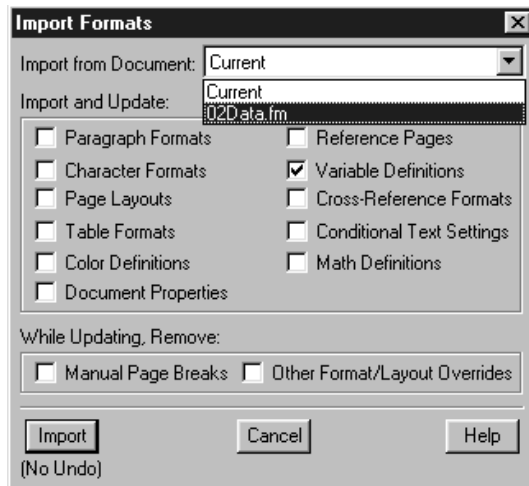 Import Formats
Import from Document: Current
Current
02Data.fm
Import and Update:
Paragraph Formats Reference Pages
Character Formats Variable Definitions
Page Layouts Cross-Reference Formats
Table Formats Conditional Text Settings
Color Definitions Math Definitions
Document Properties
While Updating, Remove:
Manual Page Breaks Other Format/Layout Overrides
Import Cancel Help
(No Undo)